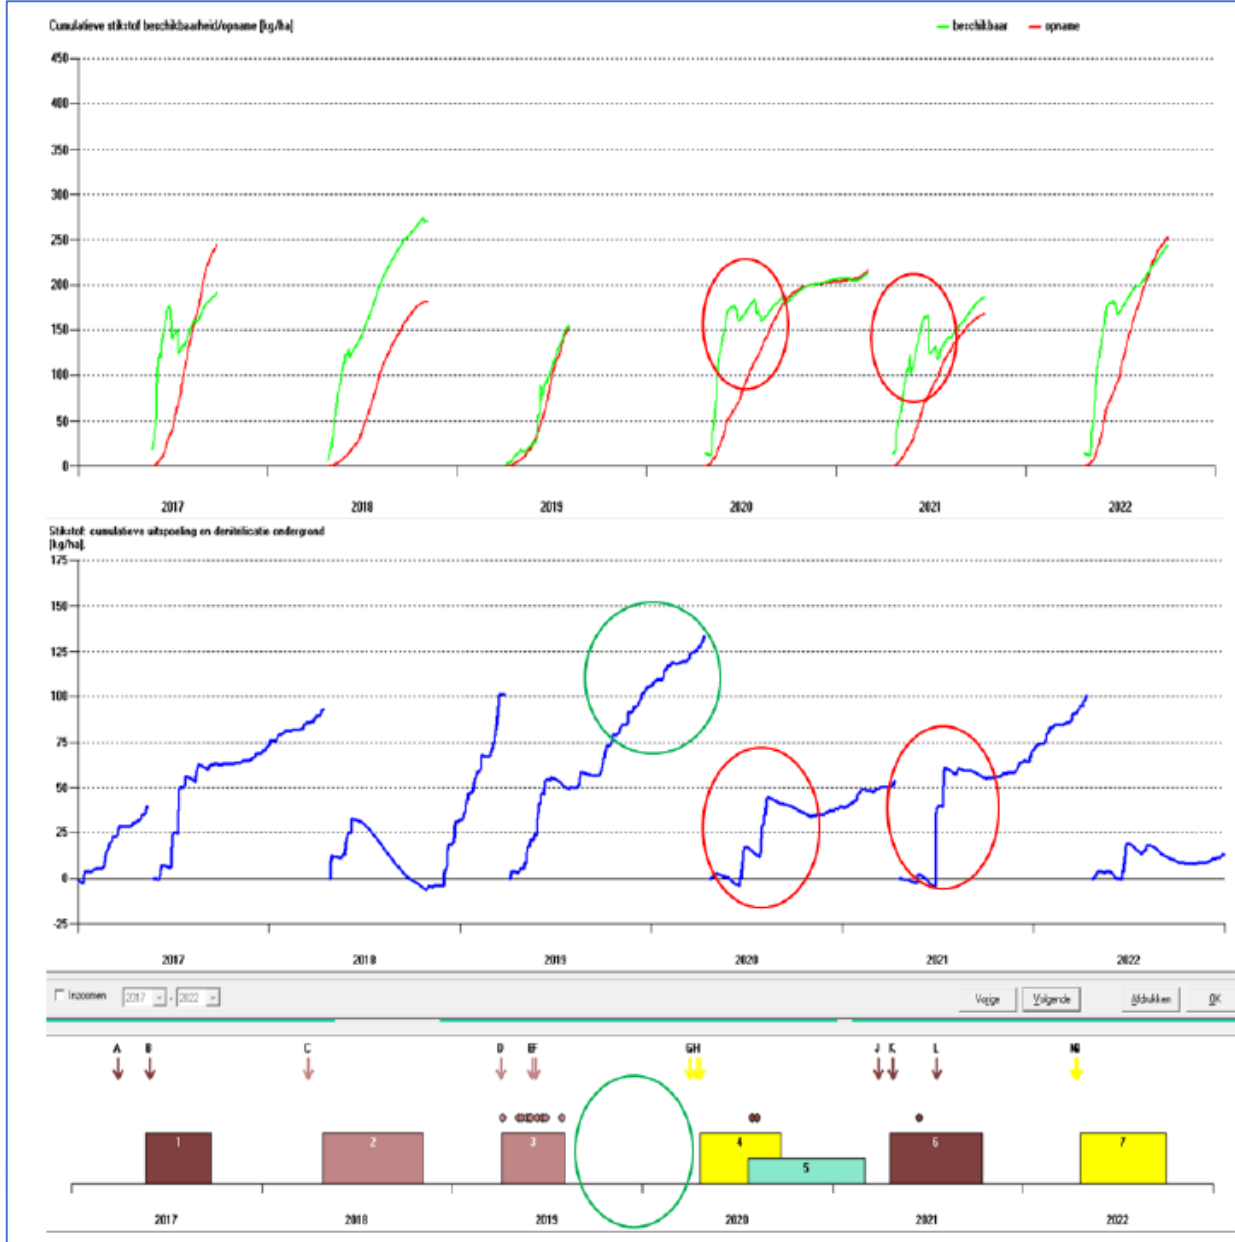 Cumulatieve stikstof beschikbaarheid/opname [kg/ha]
beschikbaar opname
450
400
350
300
250
200
150
100
50
0
2017 2018 2019 2020 2021 2022
Stikstof: cumulatieve uitspoeling en denitrificatie ondergrond
[kg/ha].
175
150
125
100
75
50
25
0
-25
2017 2018 2019 2020 2021 2022
Inzoomen 2017 - 2022 Vorige Volgende Afdrukken OK
A B C D EF GH J K L
1 2 3 4 6 7
5
2017 2018 2019 2020 2021 2022